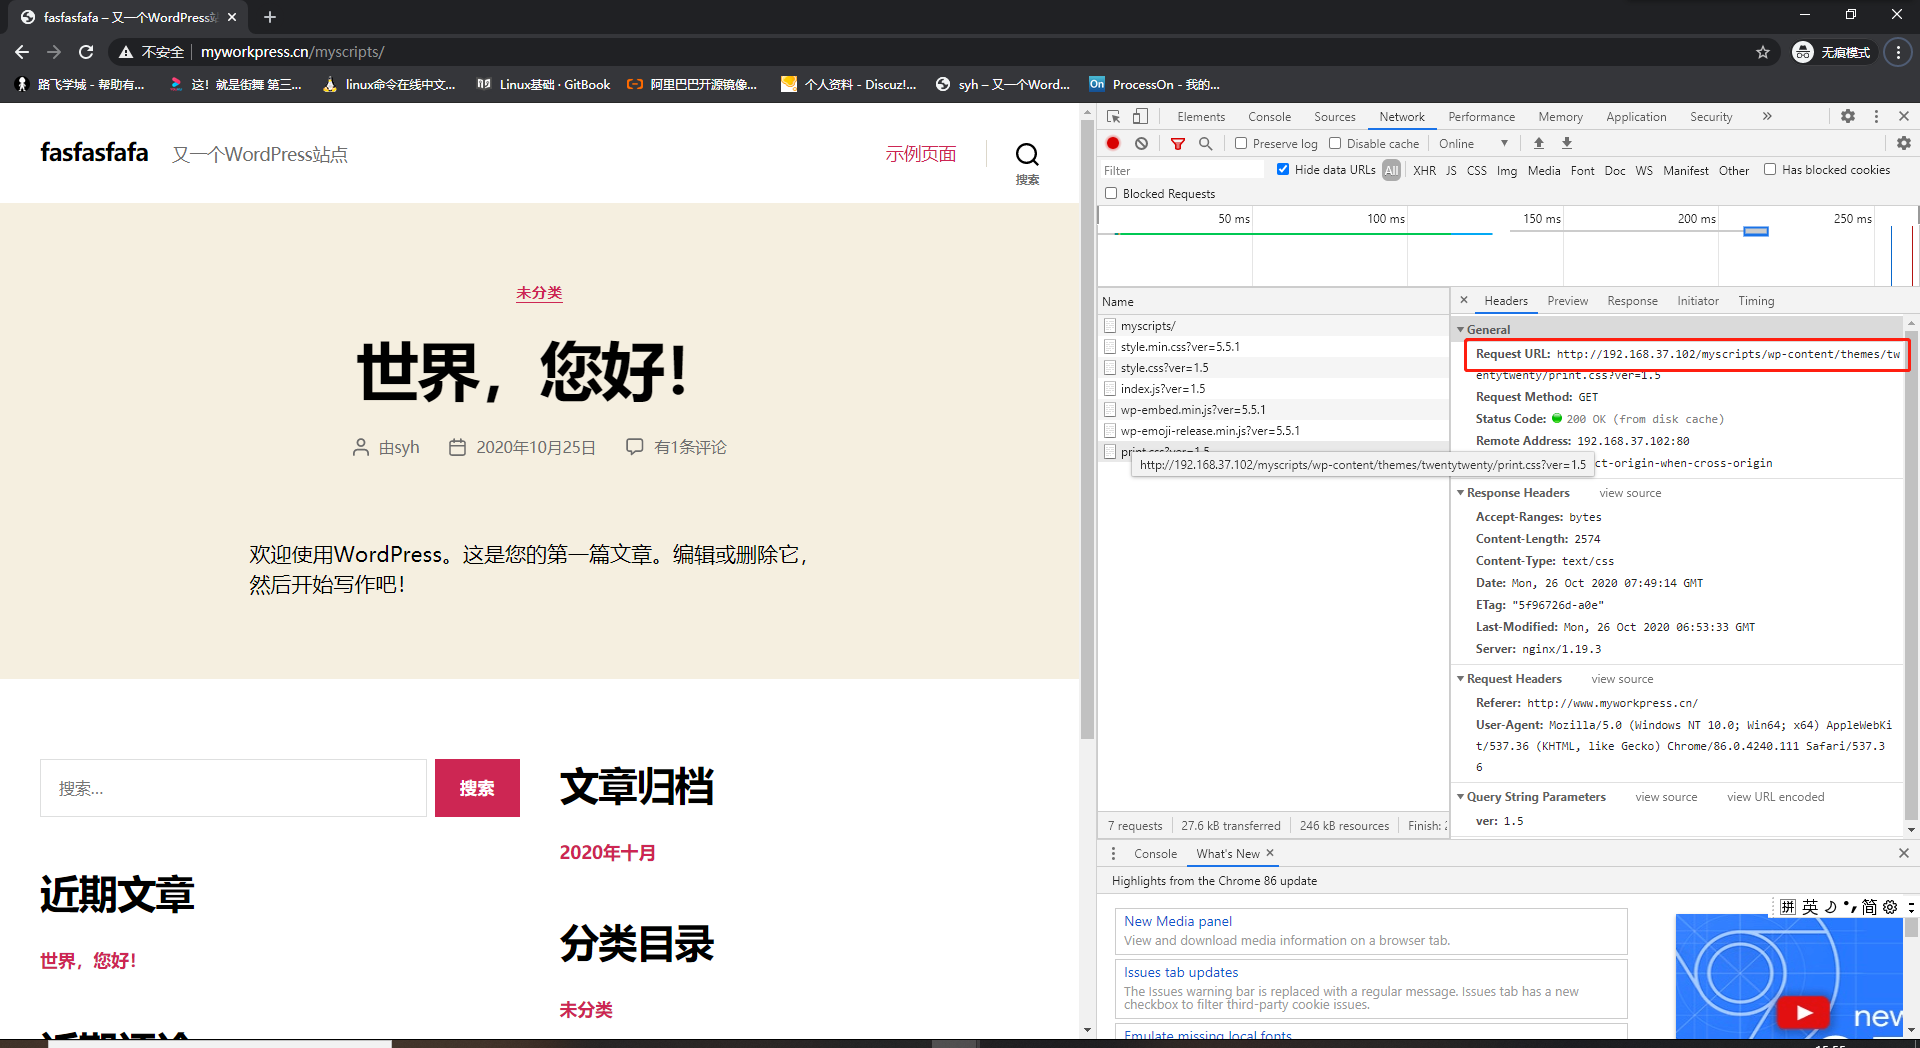 fasfasfafa – 又一个WordPress站
不安全
myworkpress.cn/myscripts/
无痕模式
路飞学城 - 帮助有...
这！就是街舞 第三...
linux命令在线中文...
Linux基础 · GitBook
阿里巴巴开源镜像...
个人资料 - Discuz!...
syh – 又一个Word...
On
ProcessOn - 我的...
fasfasfafa
又一个WordPress站点
示例页面
搜索
未分类
世界，您好！
由syh
2020年10月25日
有1条评论
欢迎使用WordPress。这是您的第一篇文章。编辑或删除它，
然后开始写作吧！
搜索...
搜索
近期文章
世界，您好！
近期评论
文章归档
2020年十月
分类目录
未分类
Elements Console Sources Network Performance Memory Application Security
Preserve log Disable cache Online
Filter
Hide data URLs All XHR JS CSS Img Media Font Doc WS Manifest Other Has blocked cookies
Blocked Requests
50 ms 100 ms 150 ms 200 ms 250 ms
Name
myscripts/
style.min.css?ver=5.5.1
style.css?ver=1.5
index.js?ver=1.5
wp-embed.min.js?ver=5.5.1
wp-emoji-release.min.js?ver=5.5.1
print.css?ver=1.5
http://192.168.37.102/myscripts/wp-content/themes/twentytwenty/print.css?ver=1.5
7 requests 27.6 kB transferred 246 kB resources Finish:
Headers Preview Response Initiator Timing
General
Request URL: http://192.168.37.102/myscripts/wp-content/themes/tw
entytwenty/print.css?ver=1.5
Request Method: GET
Status Code: 200 OK (from disk cache)
Remote Address: 192.168.37.102:80
ct-origin-when-cross-origin
Response Headers view source
Accept-Ranges: bytes
Content-Length: 2574
Content-Type: text/css
Date: Mon, 26 Oct 2020 07:49:14 GMT
ETag: "5f96726d-a0e"
Last-Modified: Mon, 26 Oct 2020 06:53:33 GMT
Server: nginx/1.19.3
Request Headers view source
Referer: http://www.myworkpress.cn/
User-Agent: Mozilla/5.0 (Windows NT 10.0; Win64; x64) AppleWebKi
t/537.36 (KHTML, like Gecko) Chrome/86.0.4240.111 Safari/537.3
6
Query String Parameters view source view URL encoded
ver: 1.5
Console What's New
Highlights from the Chrome 86 update
New Media panel
View and download media information on a browser tab.
Issues tab updates
The Issues warning bar is replaced with a regular message. Issues tab has a new
checkbox to filter third-party cookie issues.
Emulate missing local fonts
拼 英 简
new